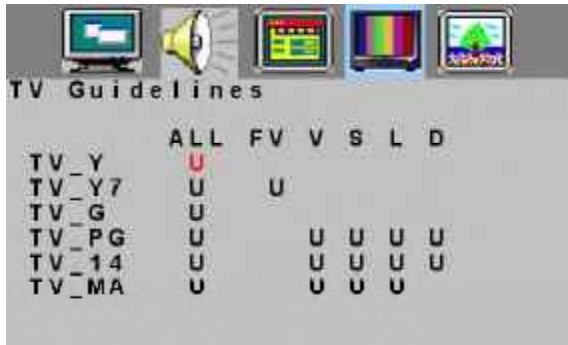 TV Guidelines
ALL FV V S L D
TV_Y U
TV_Y7 U U
TV_G U
TV_PG U U U U U
TV_14 U U U U U
TV_MA U U U U